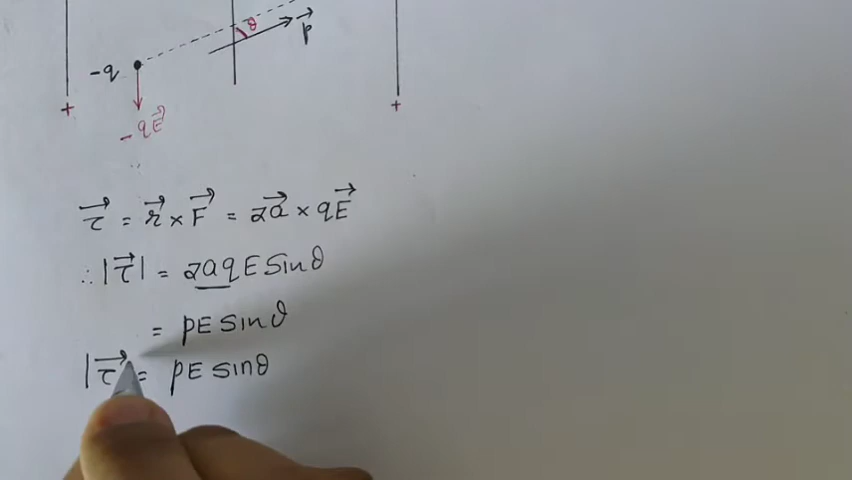 θ
p⃗
-q
+
+
-qE⃗
τ⃗ = r⃗ × F⃗ = 2a⃗ × qE⃗
∴ |τ⃗| = 2aqE Sinθ
= pE sinθ
|τ⃗ = pE sinθ